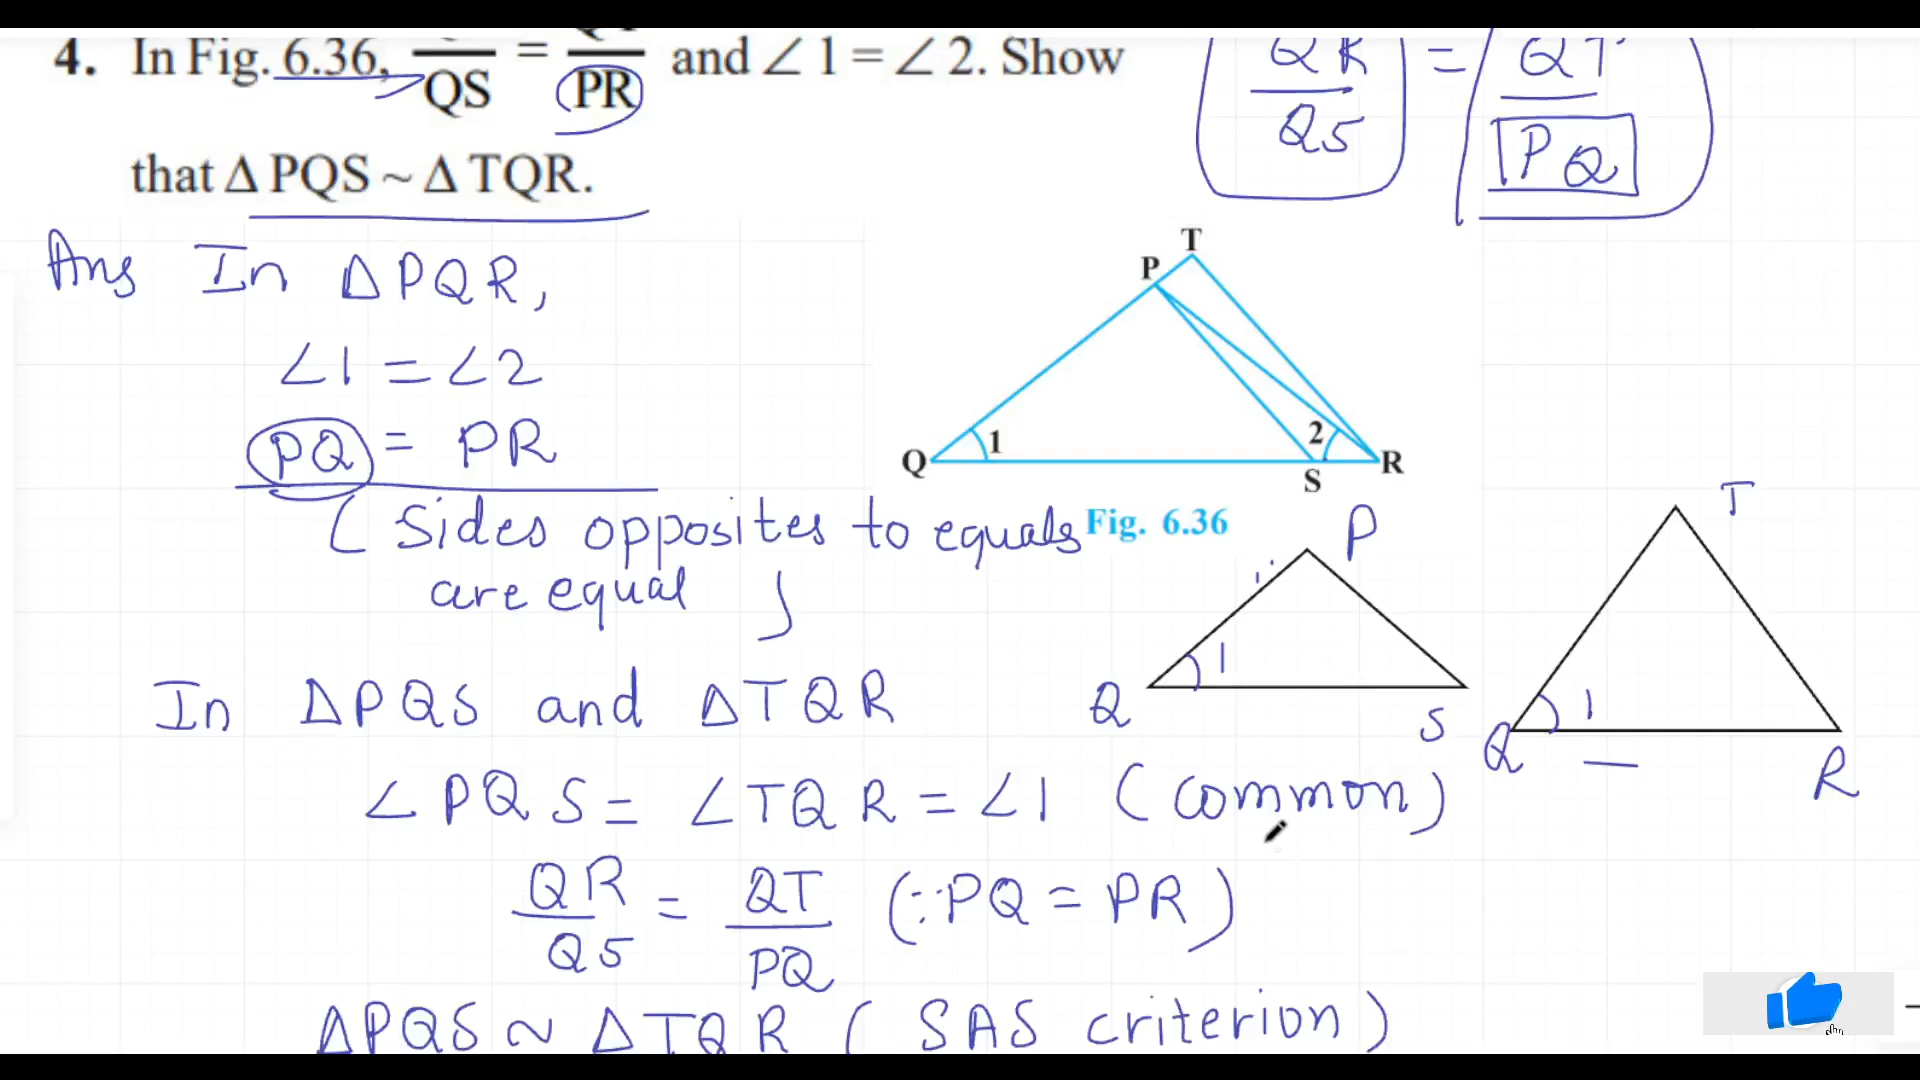 4. In Fig. 6.36, QS = PR and ∠ 1 = ∠ 2. Show
that Δ PQS ~ Δ TQR.
QR = QT
QS PQ
Ans In ΔPQR,
∠1 = ∠2
PQ = PR
(Sides opposites to equals
are equal)
T
P
1
2
Q
S
R
Fig. 6.36
P
1
Q
S
T
1
Q
R
In ΔPQS and ΔTQR
∠PQS = ∠TQR = ∠1 (common)
QR = QT (∵PQ = PR)
QS PQ
ΔPQS ~ ΔTQR (SAS criterion)